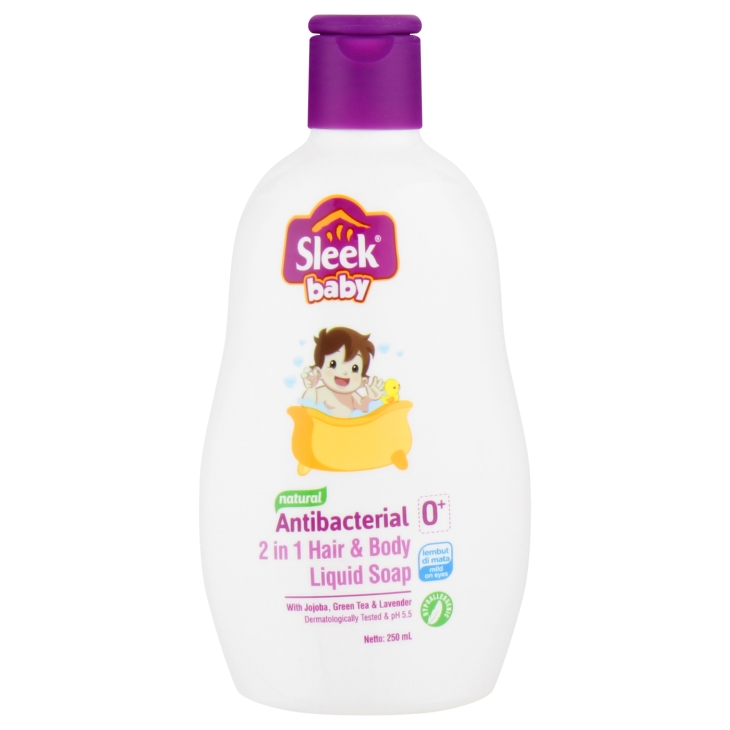 Sleek®
baby
natural
Antibacterial
0+
2 in 1 Hair & Body
Liquid Soap
lembut
di mata
mild
on eyes
With Jojoba, Green Tea & Lavender
Dermatologically Tested & pH 5.5
HYPOALLERGENIC
Netto: 250 mL